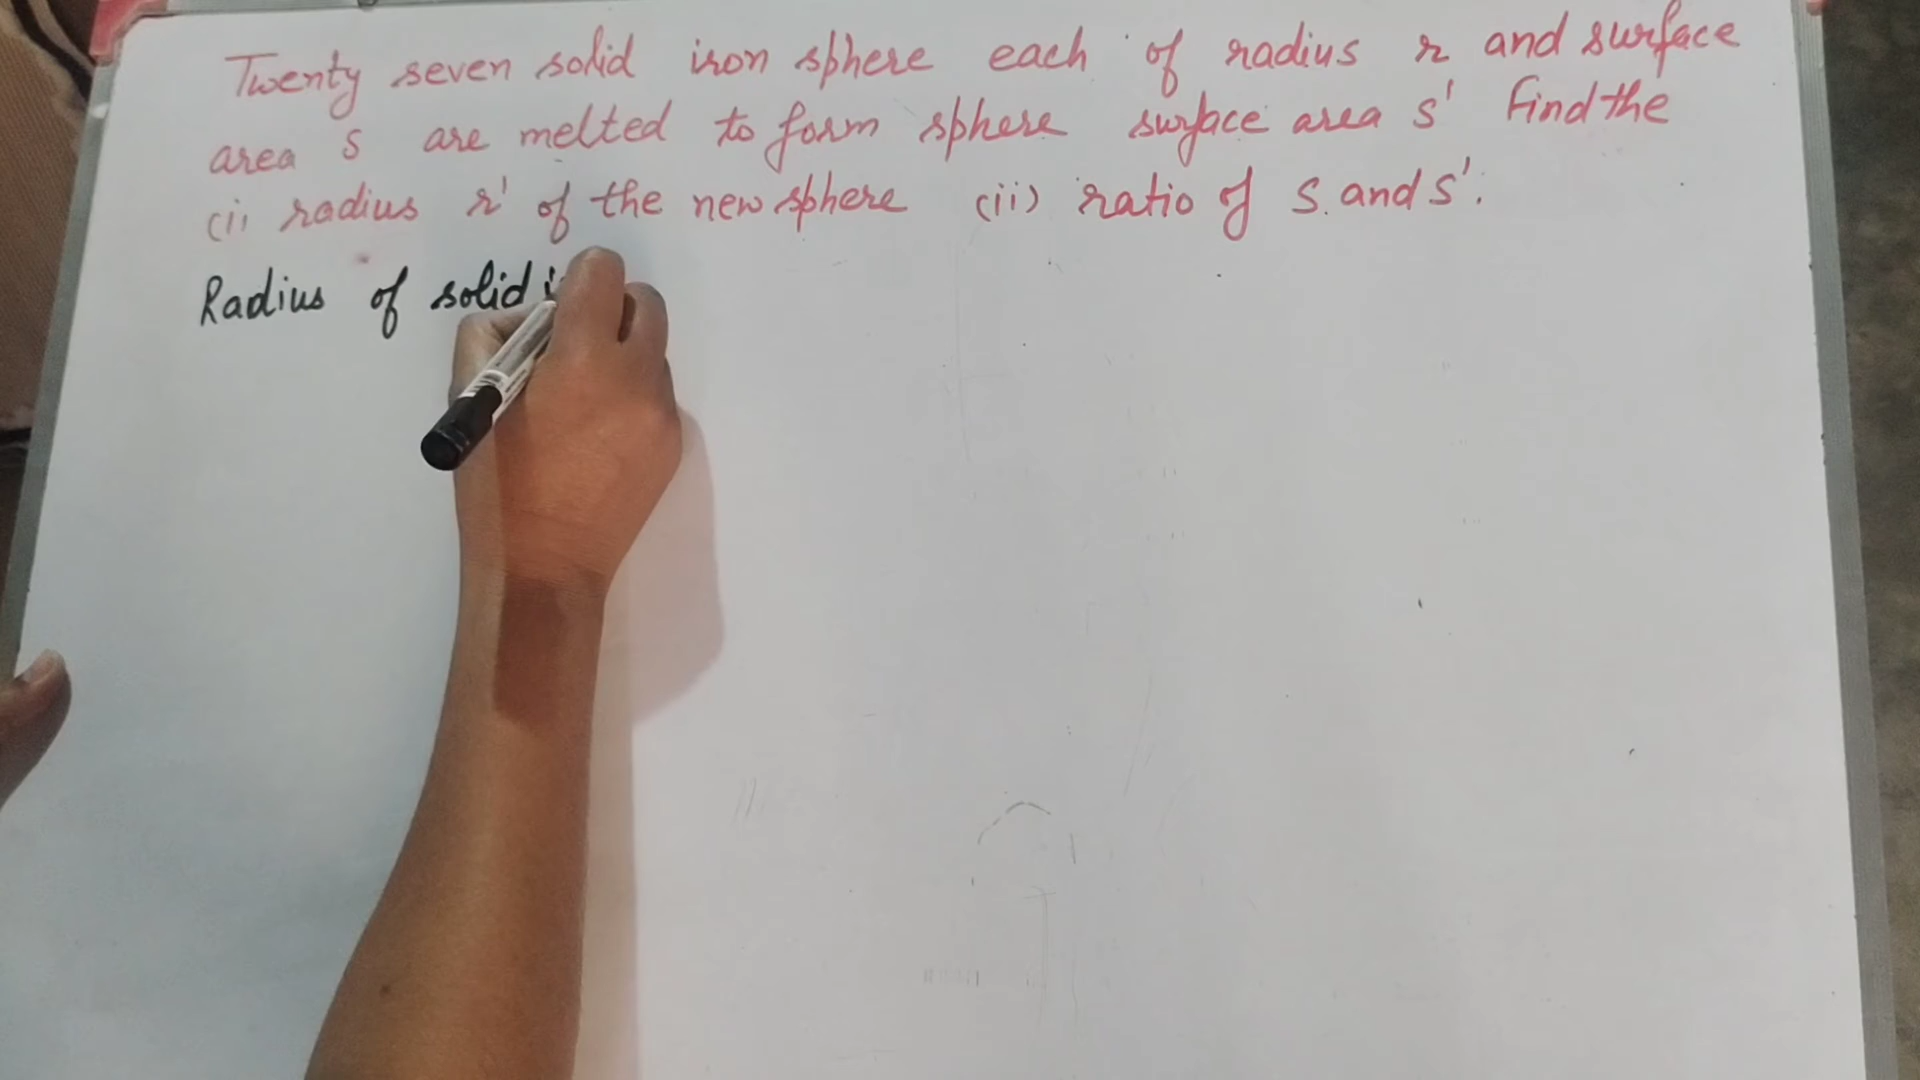 Twenty seven solid iron sphere each of radius r and surface
area S are melted to form sphere surface area S' Find the
(i) radius r' of the new sphere (ii) ratio of S and S'.
Radius of solid